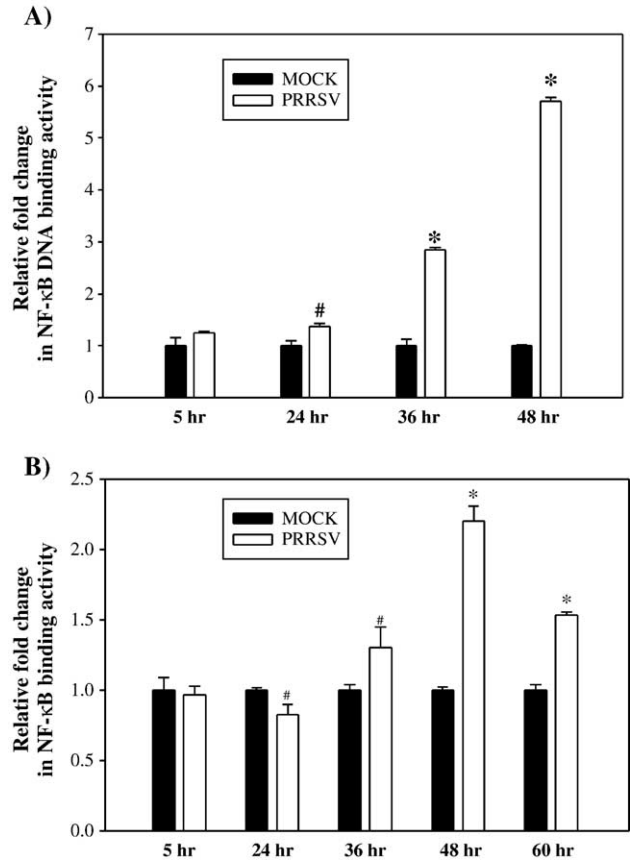 A)
Relative fold change
in NF-κB DNA binding activity
7
6
5
4
3
2
1
0
MOCK
PRRSV
#
*
*
5 hr
24 hr
36 hr
48 hr
B)
Relative fold change
in NF-κB binding activity
2.5
2.0
1.5
1.0
0.5
0.0
MOCK
PRRSV
#
#
*
*
5 hr
24 hr
36 hr
48 hr
60 hr